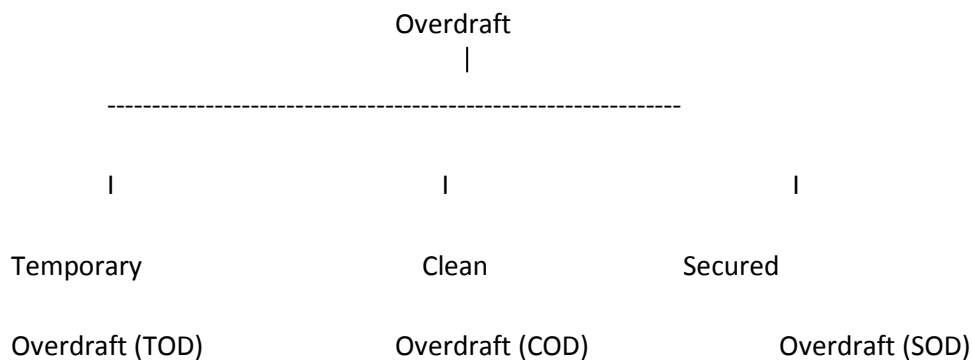 Overdraft
|
----------------------------------------------------------------
I I I
Temporary Clean Secured
Overdraft (TOD) Overdraft (COD) Overdraft (SOD)